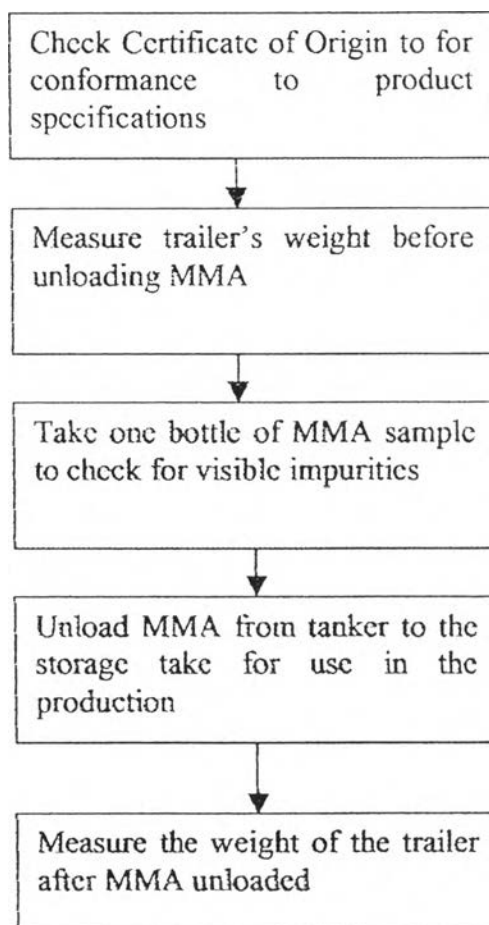 Check Certificate of Origin to for
conformance to product
specifications
Measure trailer's weight before
unloading MMA
Take one bottle of MMA sample
to check for visible impurities
Unload MMA from tanker to the
storage take for use in the
production
Measure the weight of the trailer
after MMA unloaded